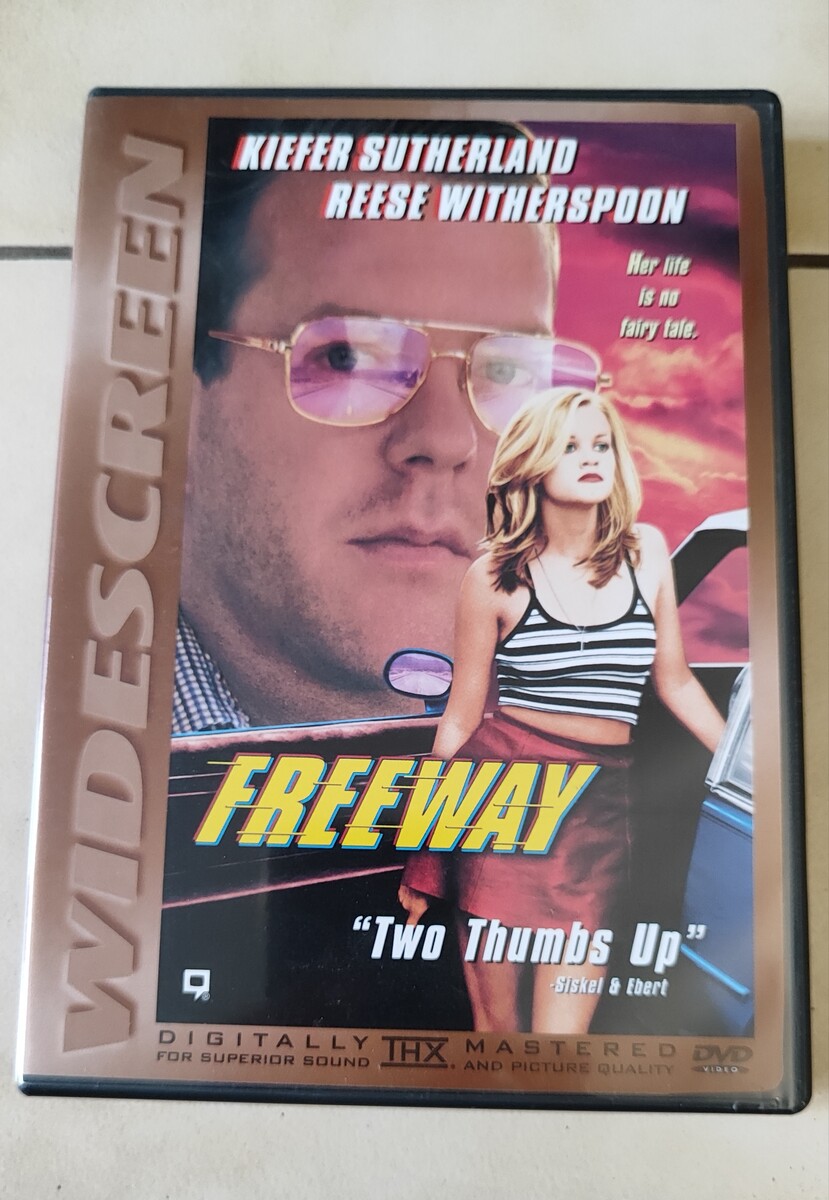 WIDESCREEN
KIEFER SUTHERLAND
REESE WITHERSPOON
Her life
is no
fairy tale.
FREEWAY
“Two Thumbs Up”
-Siskel & Ebert
DIGITALLY THX MASTERED DVD
FOR SUPERIOR SOUND AND PICTURE QUALITY VIDEO